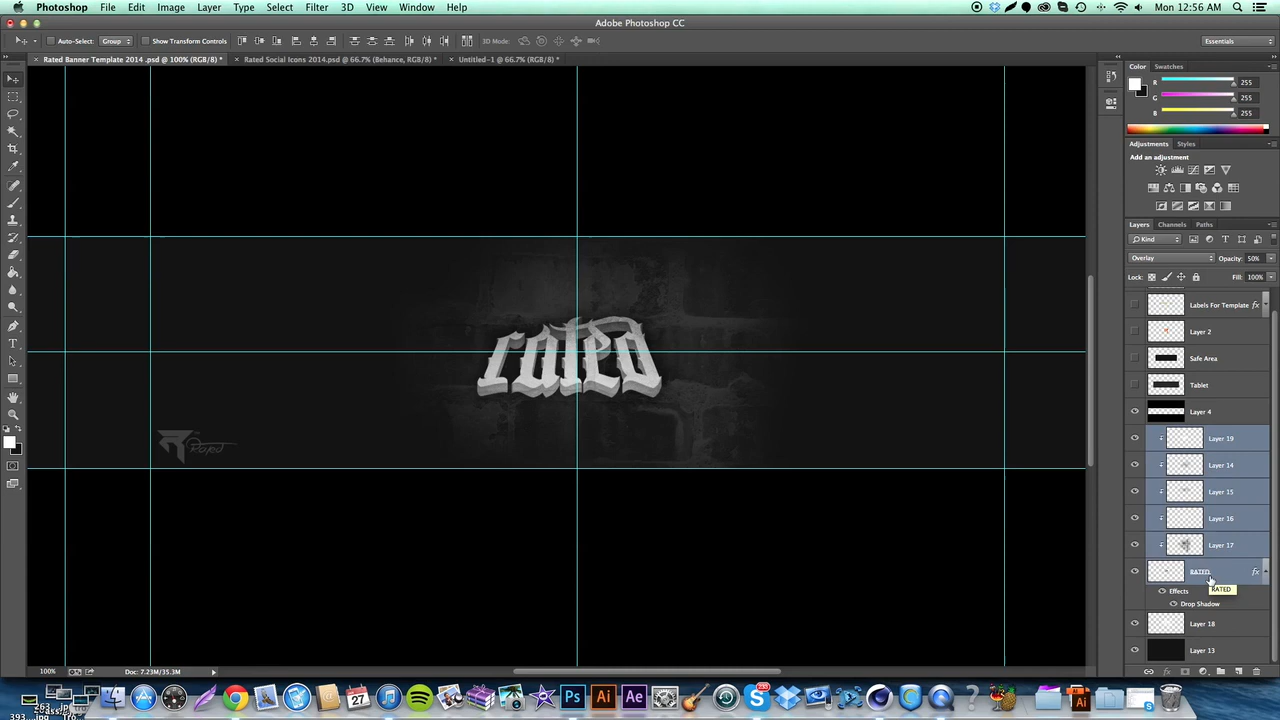 Photoshop File Edit Image Layer Type Select Filter 3D View Window Help Mon 12:56 AM
Adobe Photoshop CC
Auto-Select: Group Show Transform Controls 3D Mode: Essentials
Rated Banner Template 2014 .psd @ 100% (RGB/8) * Rated Social Icons 2014.psd @ 66.7% (Behance, RGB/8) * Untitled-1 @ 66.7% (RGB/8) *
Color Swatches
R 255
G 255
B 255
Adjustments Styles
Add an adjustment
Layers Channels Paths
Kind
Overlay Opacity: 50%
Lock: Fill: 100%
Labels For Template fx
Layer 2
Safe Area
Tablet
Layer 4
Layer 19
Layer 14
Layer 15
Layer 16
Layer 17
RATED fx
RATED
Effects
Drop Shadow
Layer 18
Layer 13
rated
Rated
100% Doc: 7.23M/35.3M